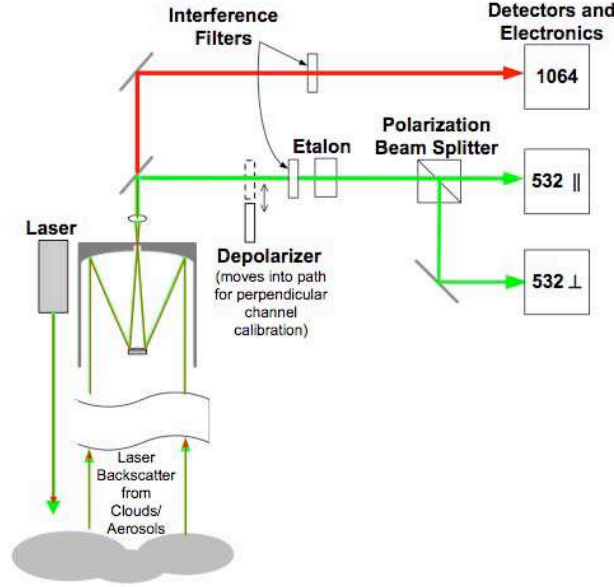 Interference
Filters
Detectors and
Electronics
1064
Etalon
Polarization
Beam Splitter
532 ||
Laser
Depolarizer
(moves into path
for perpendicular
channel
calibration)
532 ⊥
Laser
Backscatter
from
Clouds/
Aerosols